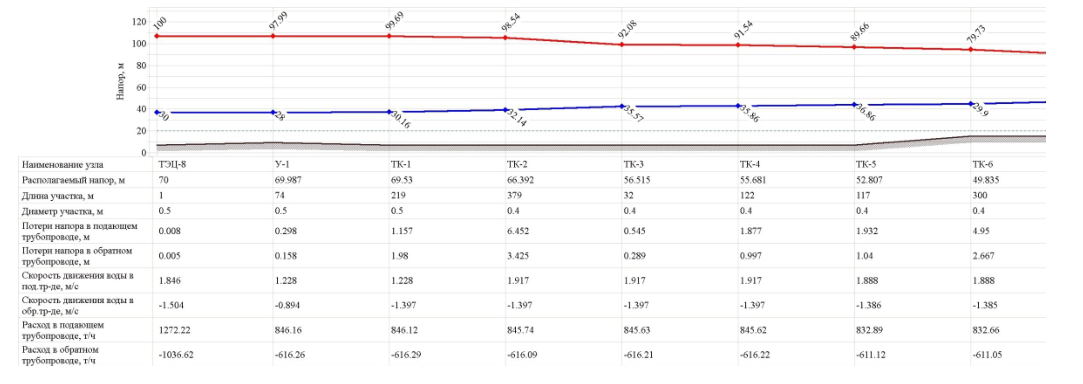 120
100
80
60
40
20
0
Напор, м
100
97.99
99.69
98.54
92.08
91.54
89.66
79.73
30
28
30.16
32.14
35.57
35.86
36.86
29.9
Наименование узла ТЭЦ-8 У-1 ТК-1 ТК-2 ТК-3 ТК-4 ТК-5 ТК-6
Располагаемый напор, м 70 69.987 69.53 66.392 56.515 55.681 52.807 49.835
Длина участка, м 1 74 219 379 32 122 117 300
Диаметр участка, м 0.5 0.5 0.5 0.4 0.4 0.4 0.4 0.4
Потери напора в подающем
трубопроводе, м 0.008 0.298 1.157 6.452 0.545 1.877 1.932 4.95
Потери напора в обратном
трубопроводе, м 0.005 0.158 1.98 3.425 0.289 0.997 1.04 2.667
Скорость движения воды в
под.тр-де, м/с 1.846 1.228 1.228 1.917 1.917 1.917 1.888 1.888
Скорость движения воды в
обр.тр-де, м/с -1.504 -0.894 -1.397 -1.397 -1.397 -1.397 -1.386 -1.385
Расход в подающем
трубопроводе, т/ч 1272.22 846.16 846.12 845.74 845.63 845.62 832.89 832.66
Расход в обратном
трубопроводе, т/ч -1036.62 -616.26 -616.29 -616.09 -616.21 -616.22 -611.12 -611.05